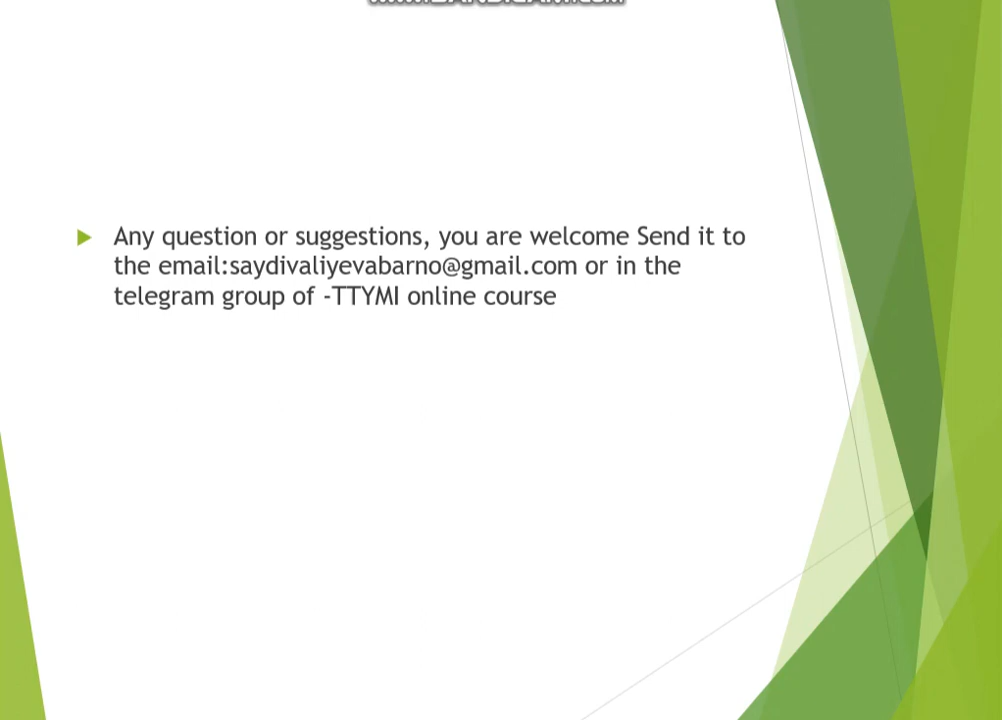 Any question or suggestions, you are welcome Send it to
the email:saydivaliyevabarno@gmail.com or in the
telegram group of -TTYMI online course